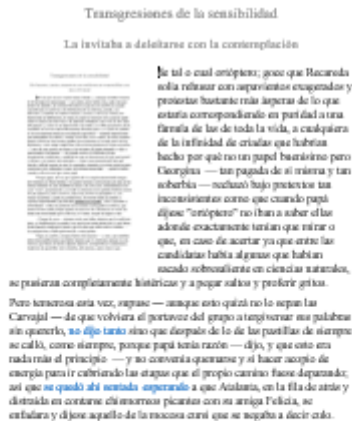 Transgresiones de la sensibilidad
La invitaba a deleitarse con la contemplación
de tal o cual ortóptero; goce que Recareda
solía rehusar con aspavientos exagerados y
protestas bastante más ásperas de lo que
estaría correspondiendo en puridad a una
fámula de las de toda la vida, a cualquiera
de la infinidad de criadas que habrían
hecho por qué no un papel buenísimo pero
Georgina — tan pagada de sí misma y tan
soberbia — rechazó bajo pretextos tan
inconsistentes como que cuando papá
dijese "ortóptero" no iban a saber ellas
adonde exactamente tenían que mirar o
que, en caso de acertar ya que entre las
candidatas había algunas que habían
sacado sobresaliente en ciencias naturales,
se pusieran completamente histéricas y a pegar saltos y proferir gritos.
Pero temerosa esta vez, supuse — aunque esto quizá no lo sepan las
Carvajal — de que volviera el portavoz del grupo a tergiversar sus palabras
sin quererlo, no dijo tanto sino que después de lo de las pastillas de siempre
se calló, como siempre, porque papá tenía razón — dijo, y que esto era
nada más el principio — y no convenía quemarse y sí hacer acopio de
energía para ir cubriendo las etapas que el propio camino fuese deparando;
así que se quedó ahí sentada esperando a que Atalanta, en la fila de atrás y
distraída en contarse chismorreos picantes con su amiga Felicia, se
enfadara y dijese aquello de la mocosa cursi que se negaba a decir culo.